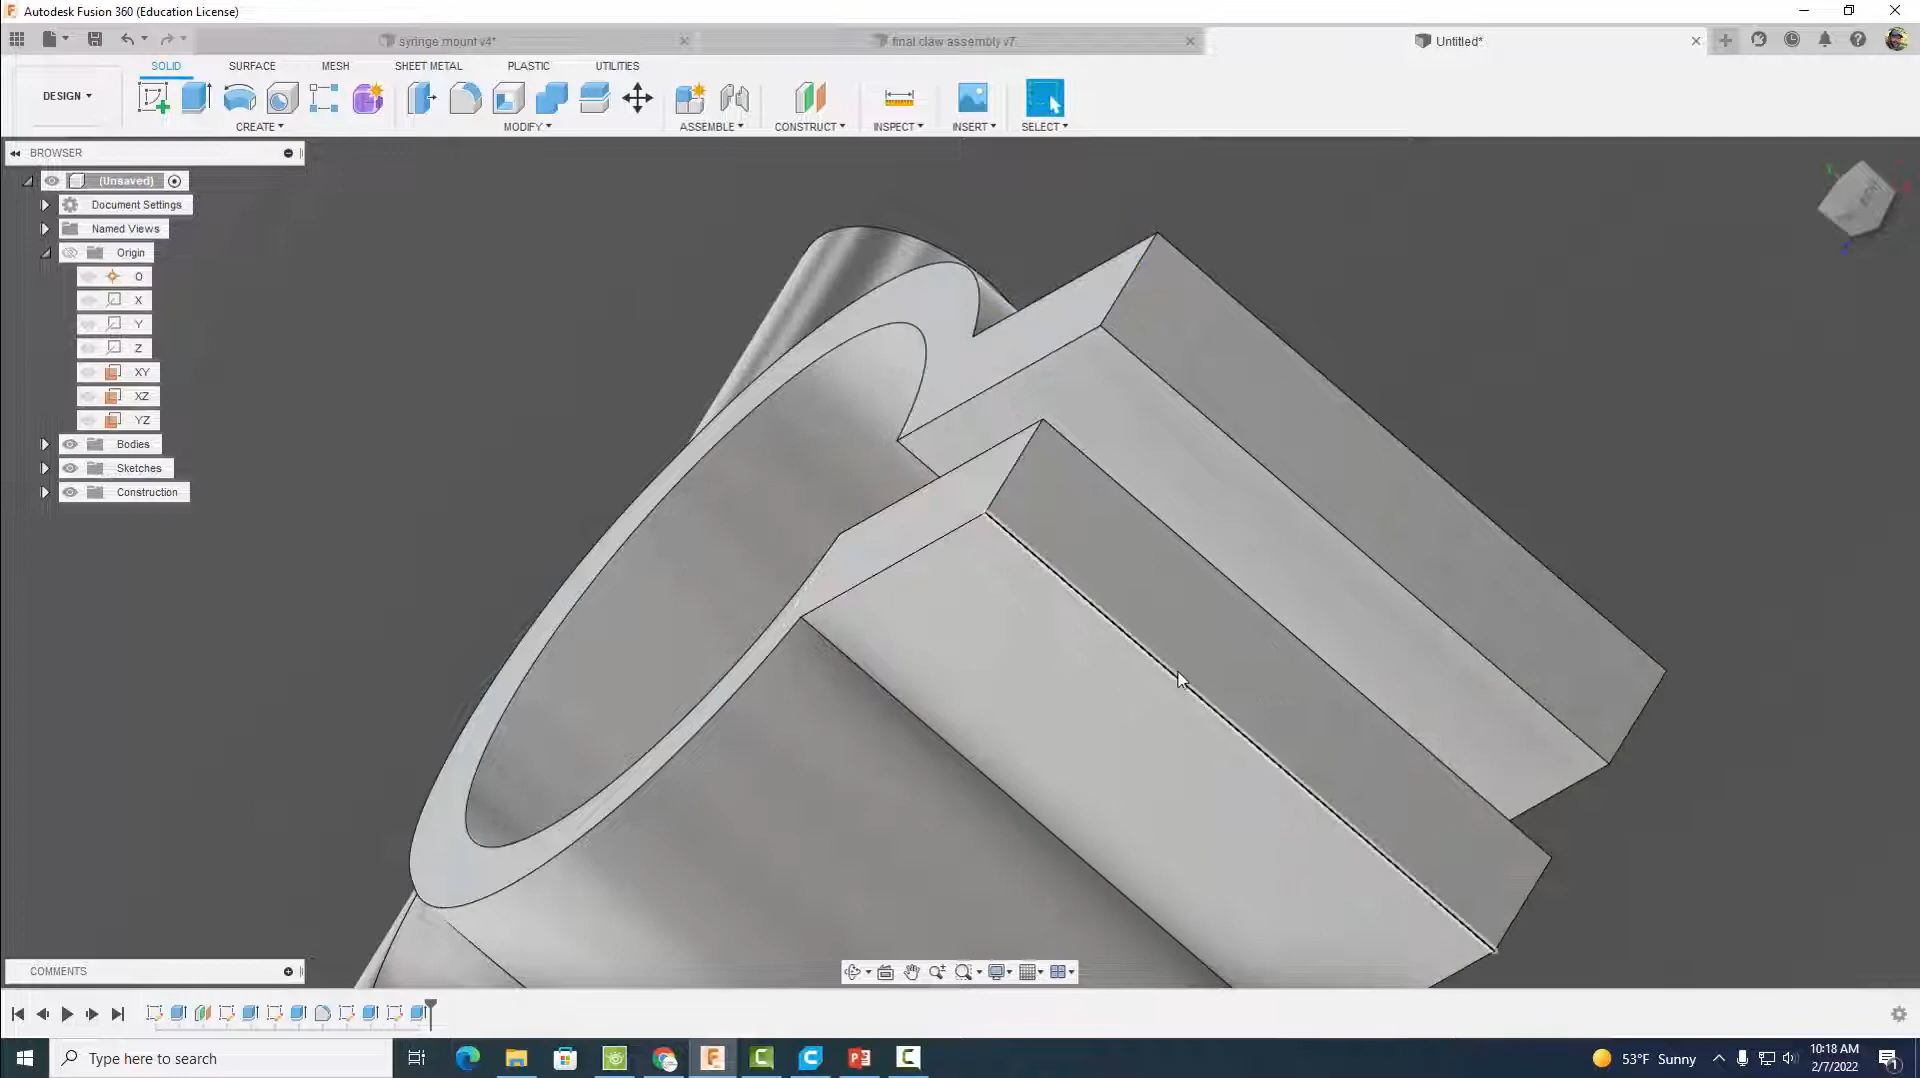 Autodesk Fusion 360 (Education License)
syringe mount v4*
final claw assembly v7
Untitled*
SOLID
SURFACE
MESH
SHEET METAL
PLASTIC
UTILITIES
DESIGN
CREATE
MODIFY
ASSEMBLE
CONSTRUCT
INSPECT
INSERT
SELECT
BROWSER
(Unsaved)
Document Settings
Named Views
Origin
O
X
Y
Z
XY
XZ
YZ
Bodies
Sketches
Construction
COMMENTS
Type here to search
53°F Sunny
10:18 AM
2/7/2022
1